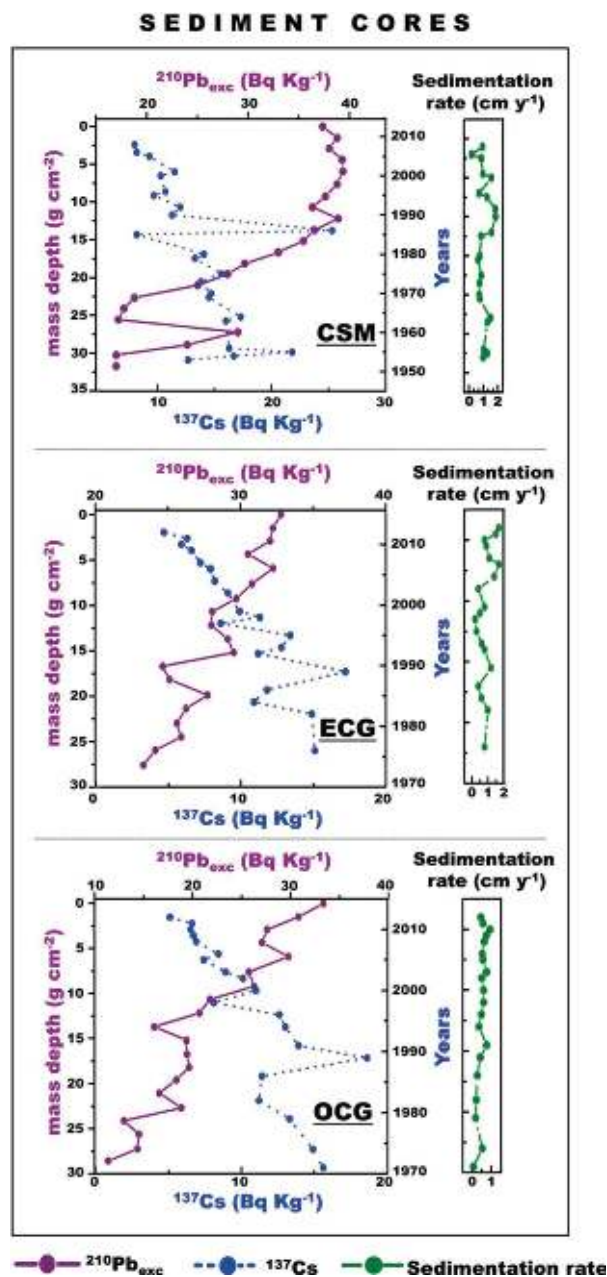 SEDIMENT CORES
²¹⁰Pbexc (Bq Kg⁻¹)
Sedimentation
rate (cm y⁻¹)
20 30 40
0
5
10
15
20
25
30
35
mass depth (g cm⁻²)
2010
2000
1990
1980
1970
1960
1950
Years
CSM
10 20 30
¹³⁷Cs (Bq Kg⁻¹)
0 1 2
²¹⁰Pbexc (Bq Kg⁻¹)
Sedimentation
rate (cm y⁻¹)
20 30 40
0
5
10
15
20
25
30
mass depth (g cm⁻²)
2010
2000
1990
1980
1970
Years
ECG
0 10 20
¹³⁷Cs (Bq Kg⁻¹)
0 1 2
²¹⁰Pbexc (Bq Kg⁻¹)
Sedimentation
rate (cm y⁻¹)
10 20 30 40
0
5
10
15
20
25
30
mass depth (g cm⁻²)
2010
2000
1990
1980
1970
Years
OCG
0 10 20
¹³⁷Cs (Bq Kg⁻¹)
0 1
²¹⁰Pbexc ¹³⁷Cs Sedimentation rate